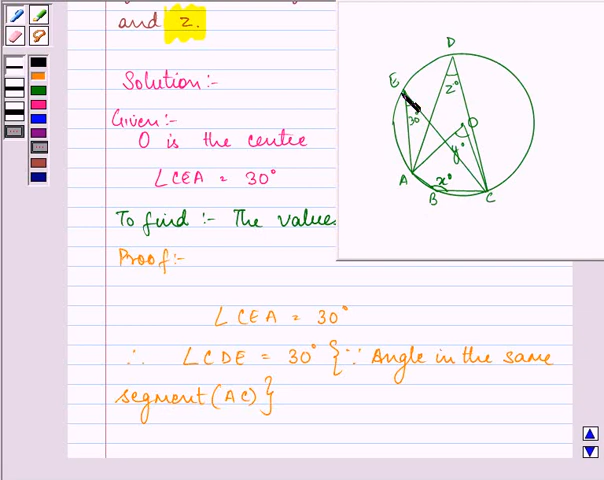 and z.
Solution:-
Given:-
O is the centre
∠CEA = 30°
To find:- The values
Proof:-
∠CEA = 30°
∴ ∠CDE = 30° {∵ Angle in the same
segment (AC)}
D
E
z°
30
O
y°
A
x°
B
C